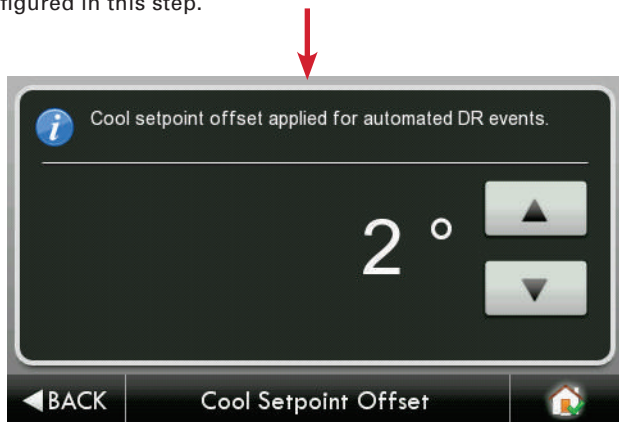 figured in this step.
Cool setpoint offset applied for automated DR events.
2 °
BACK
Cool Setpoint Offset